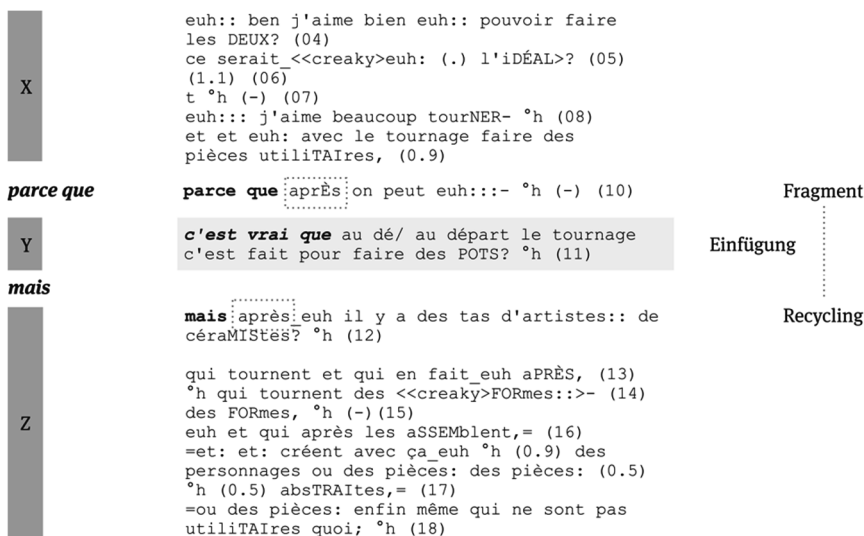 euh:: ben j'aime bien euh:: pouvoir faire
les DEUX? (04)
ce serait_<<creaky>euh: (.) l'iDÉAL>? (05)
(1.1) (06)
X
t °h (-) (07)
euh::: j'aime beaucoup tourNER- °h (08)
et et euh: avec le tournage faire des
pièces utiliTAIres, (0.9)
parce que parce que aprÈs on peut euh:::- °h (-) (10) Fragment
c'est vrai que au dé/ au départ le tournage
Y Einfügung
c'est fait pour faire des POTS? °h (11)
mais
mais après_euh il y a des tas d'artistes:: de Recycling
céraMIStes? °h (12)
qui tournent et qui en fait_euh aPRÈS, (13)
°h qui tournent des <<creaky>FORmes::>- (14)
des FORmes, °h (-)(15)
Z
euh et qui après les aSSEMblent,= (16)
=et: et: créent avec ça_euh °h (0.9) des
personnages ou des pièces: des pièces: (0.5)
°h (0.5) absTRAItes,= (17)
=ou des pièces: enfin même qui ne sont pas
utiliTAIres quoi; °h (18)